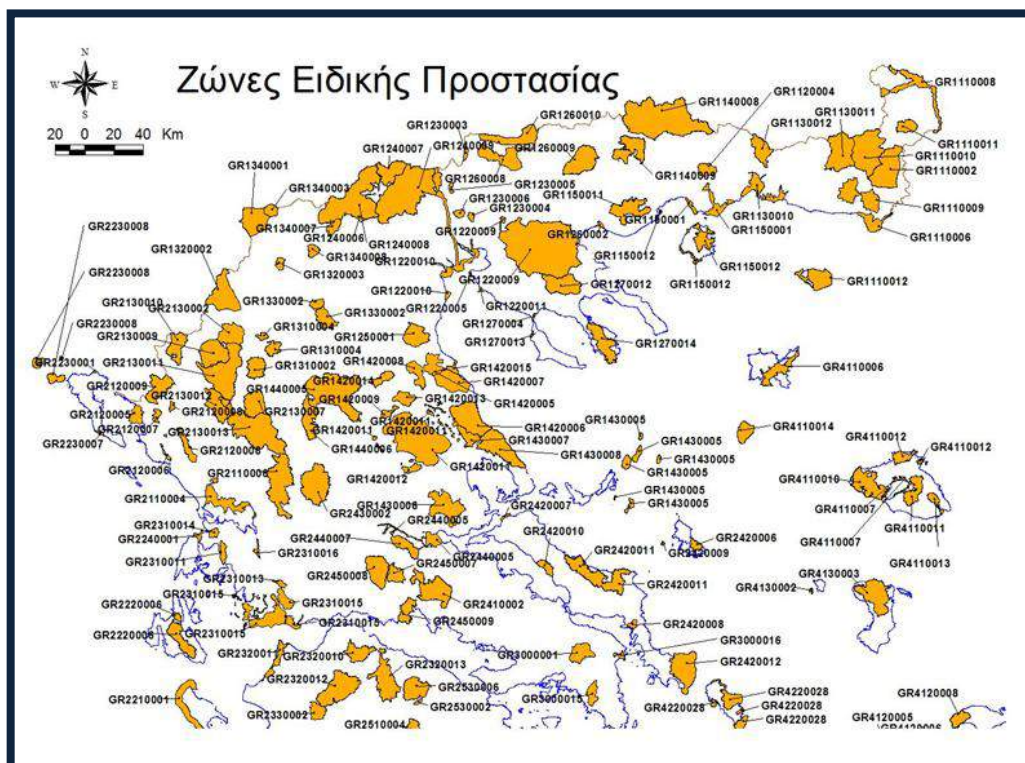 N
W E
S
Ζώνες Ειδικής Προστασίας
20 0 20 40 Km
GR1110008
GR1120004
GR1140008
GR1130011
GR1130012
GR1260010
GR1230003
GR1240009
GR1260009
GR1240007
GR1110011
GR1110010
GR1110002
GR1340001
GR1260008
GR1230005
GR1140009
GR1340003
GR1150011
GR1230006
GR1230004
GR1110009
GR1130010
GR1340007
GR1240006
GR1240008
GR1220009
GR1150001
GR1110006
GR2230008
GR1320002
GR1340008
GR1150012
GR2230008
GR1320003
GR1220010
GR1220009
GR1150012
GR1150012
GR1110012
GR1270012
GR2130010
GR2130002
GR1330002
GR1220010
GR1220005
GR1220011
GR2230008
GR1330002
GR1270004
GR2130009
GR1310004
GR1250001
GR1270013
GR1270014
GR2230001
GR2130011
GR1310004
GR1420008
GR1310002
GR1420015
GR4110006
GR2120009
GR1440005
GR1420014
GR1420007
GR2130012
GR1420009
GR1420013
GR1420005
GR2120005
GR2120008
GR2130007
GR2120007
GR1420011
GR1420006
GR1430005
GR4110014
GR2130013
GR1420011
GR1430007
GR2230007
GR1440006
GR1430008
GR1430005
GR4110012
GR4110012
GR2120006
GR2120008
GR1420011
GR1430005
GR2110006
GR1420012
GR4110010
GR2110004
GR1430006
GR1430005
GR4110007
GR2430002
GR2420007
GR1430005
GR4110011
GR2310014
GR2440005
GR2420010
GR2420006
GR2240001
GR2440007
GR4110007
GR2310011
GR2310016
GR2440005
GR2420011
GR2420009
GR4110013
GR2450008
GR2450007
GR4130003
GR2310013
GR2420011
GR4130002
GR2310015
GR2310015
GR2410002
GR2220006
GR2310015
GR2310015
GR2450009
GR2420008
GR2220006
GR3000016
GR2320011
GR2320010
GR3000001
GR2420012
GR2320012
GR2320013
GR2530006
GR4220028
GR4120008
GR2210001
GR2530002
GR3000015
GR4220028
GR4220028
GR2330002
GR4220028
GR4120005
GR2510004